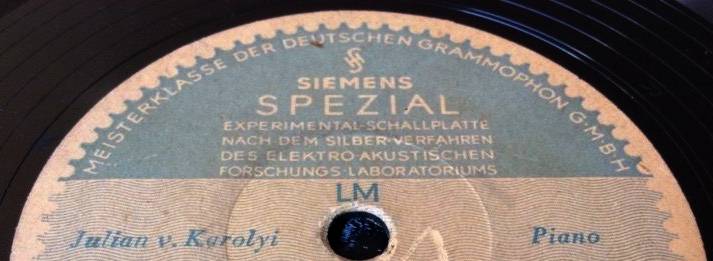 MEISTERKLASSE DER DEUTSCHEN GRAMMOPHON G·M·B·H
SIEMENS
SPEZIAL
EXPERIMENTAL-SCHALLPLATTE
NACH DEM SILBER-VERFAHREN
DES ELEKTRO-AKUSTISCHEN
FORSCHUNGS-LABORATORIUMS
LM
Julian v. Karolyi Piano